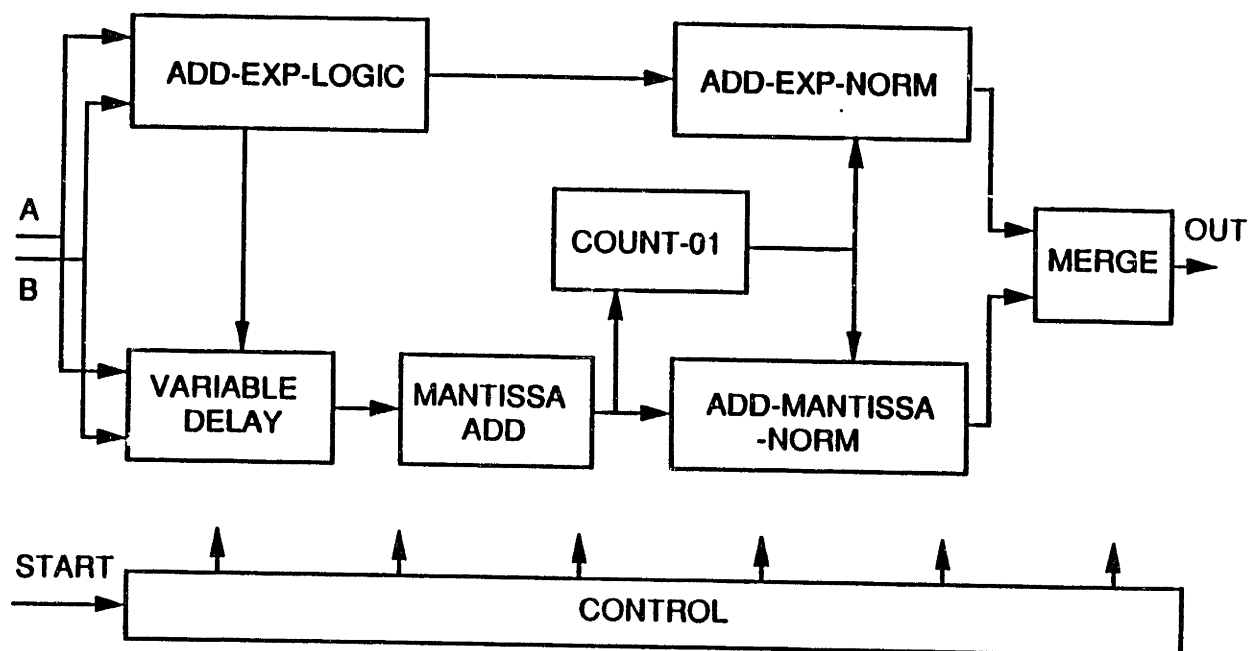 ADD-EXP-LOGIC
ADD-EXP-NORM
A
B
COUNT-01
OUT
MERGE
VARIABLE
DELAY
MANTISSA
ADD
ADD-MANTISSA
-NORM
START
CONTROL